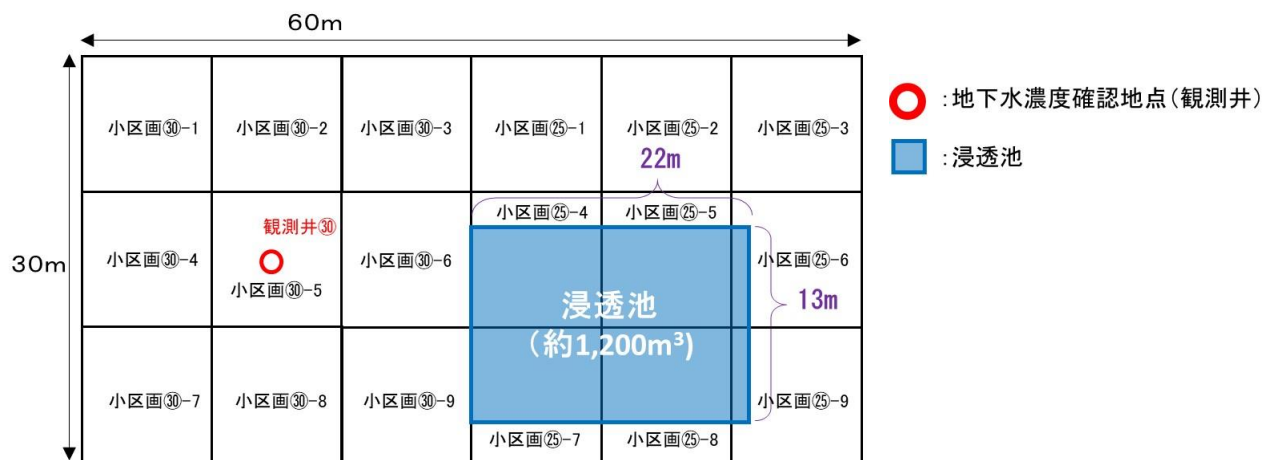 60m
30m
小区画㉚-1
小区画㉚-2
小区画㉚-3
小区画㉕-1
小区画㉕-2
小区画㉕-3
22m
小区画㉚-4
観測井㉚
小区画㉚-5
小区画㉚-6
小区画㉕-4
小区画㉕-5
小区画㉕-6
13m
浸透池
(約1,200m³)
小区画㉚-7
小区画㉚-8
小区画㉚-9
小区画㉕-7
小区画㉕-8
小区画㉕-9
:地下水濃度確認地点(観測井)
:浸透池